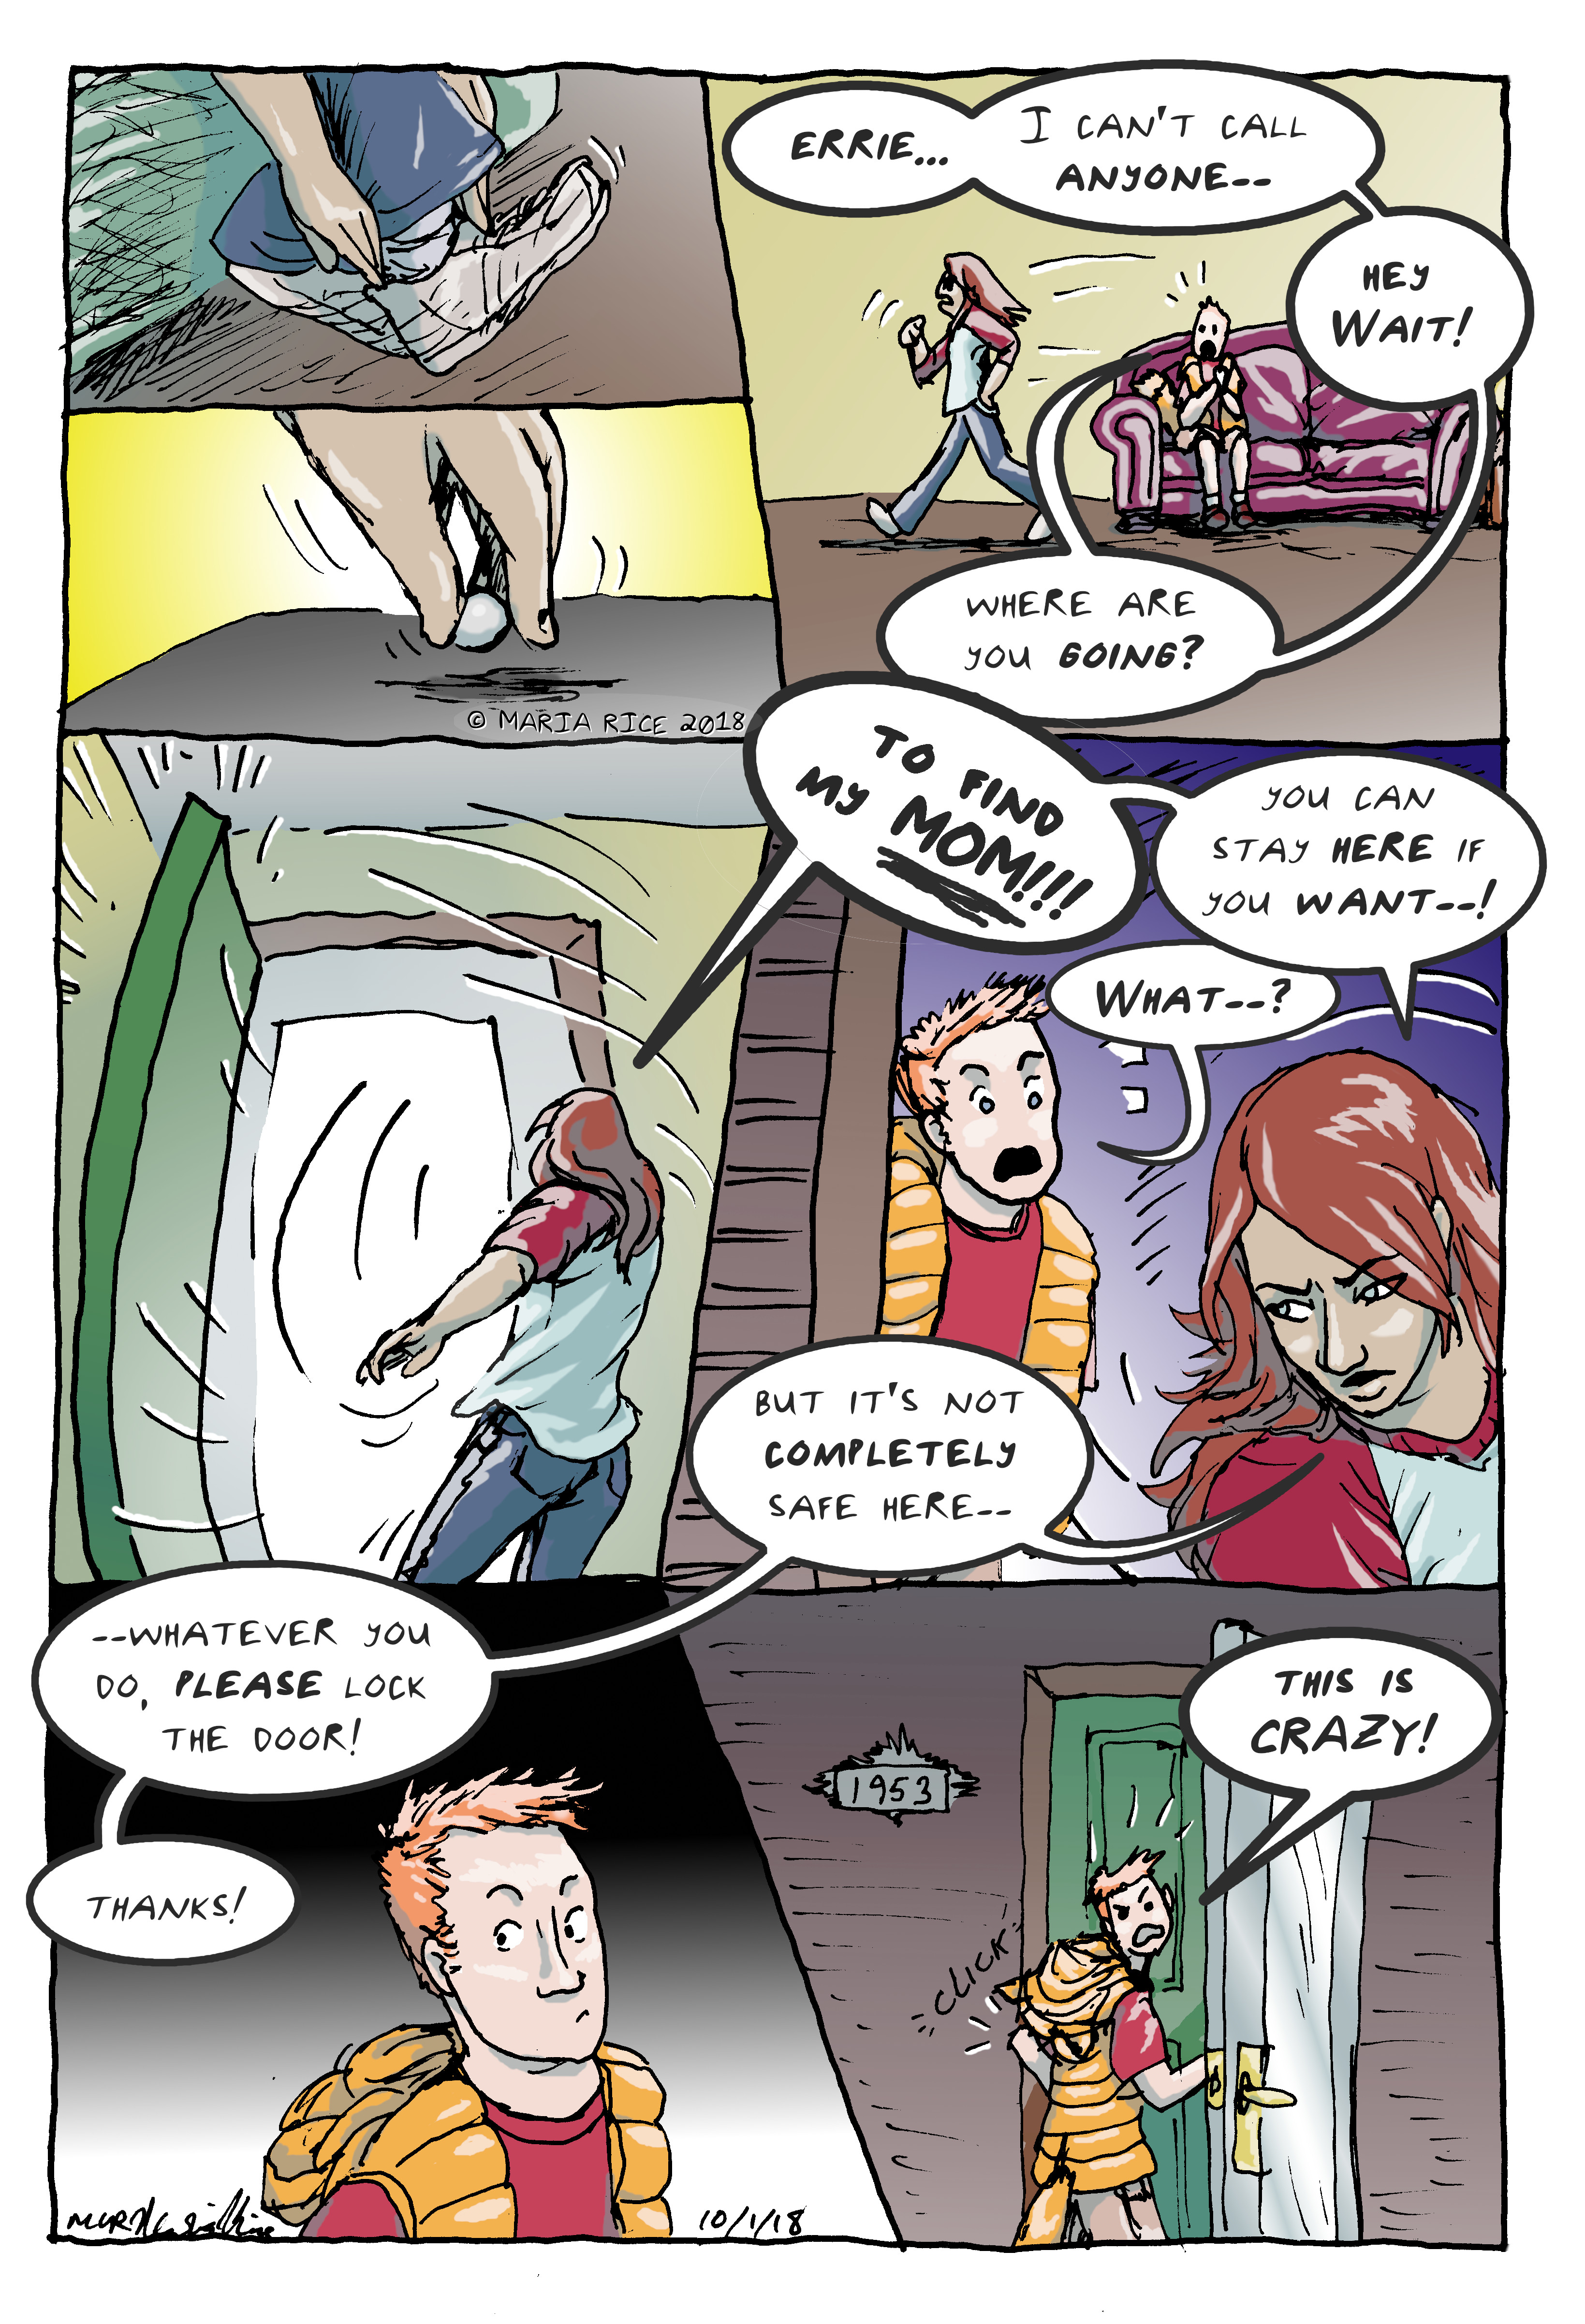 ERRIE...
I CAN'T CALL
ANYONE--
HEY
WAIT!
WHERE ARE
YOU GOING?
© MARIA RICE 2018
TO FIND
MY MOM!!!
YOU CAN
STAY HERE IF
YOU WANT--!
WHAT--?
BUT IT'S NOT
COMPLETELY
SAFE HERE--
--WHATEVER YOU
DO, PLEASE LOCK
THE DOOR!
THANKS!
THIS IS
CRAZY!
1953
CLICK
10/1/18